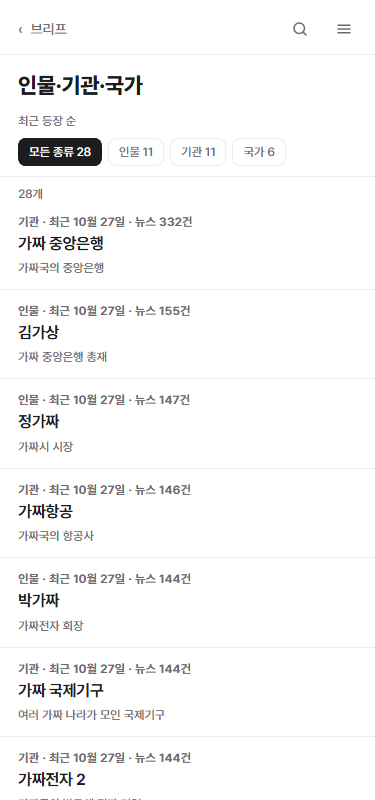 ‹ 브리프
인물·기관·국가
최근 등장 순
모든 종류 28 인물 11 기관 11 국가 6
28개
기관 · 최근 10월 27일 · 뉴스 332건
가짜 중앙은행
가짜국의 중앙은행
인물 · 최근 10월 27일 · 뉴스 155건
김가상
가짜 중앙은행 총재
인물 · 최근 10월 27일 · 뉴스 147건
정가짜
가짜시 시장
기관 · 최근 10월 27일 · 뉴스 146건
가짜항공
가짜국의 항공사
인물 · 최근 10월 27일 · 뉴스 144건
박가짜
가짜전자 회장
기관 · 최근 10월 27일 · 뉴스 144건
가짜 국제기구
여러 가짜 나라가 모인 국제기구
기관 · 최근 10월 27일 · 뉴스 144건
가짜전자 2